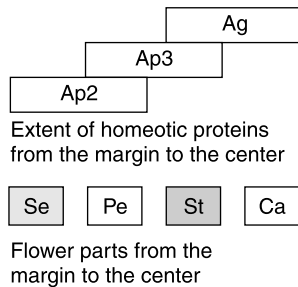 Ag
Ap3
Ap2
Extent of homeotic proteins
from the margin to the center
Se Pe St Ca
Flower parts from the
margin to the center